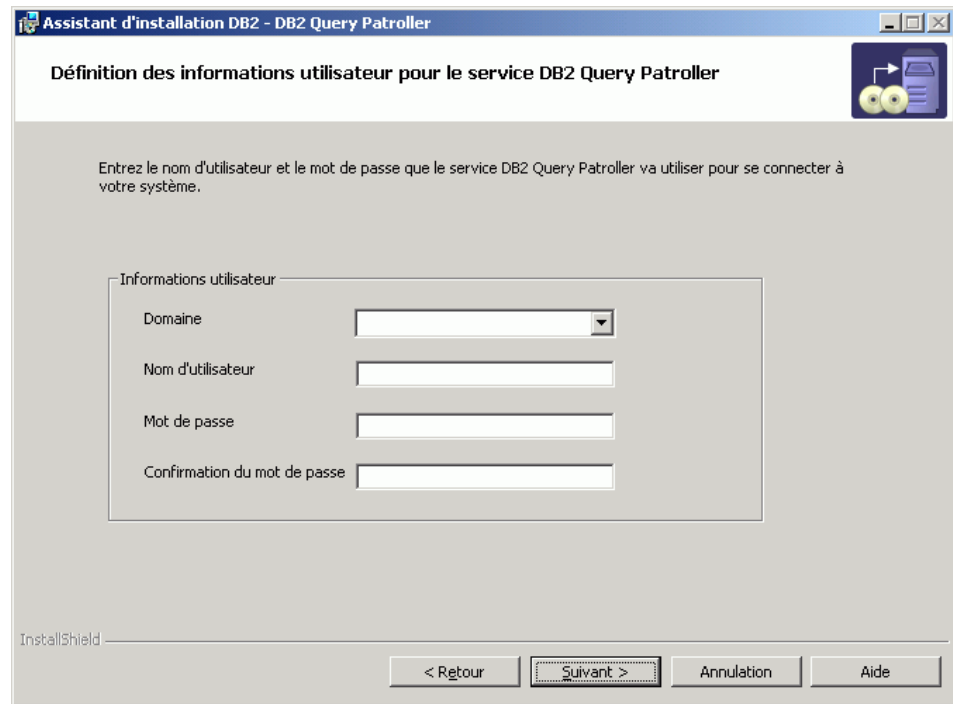 Assistant d'installation DB2 - DB2 Query Patroller
Définition des informations utilisateur pour le service DB2 Query Patroller
Entrez le nom d'utilisateur et le mot de passe que le service DB2 Query Patroller va utiliser pour se connecter à
votre système.
Informations utilisateur
Domaine
Nom d'utilisateur
Mot de passe
Confirmation du mot de passe
InstallShield
< Retour
Suivant >
Annulation
Aide